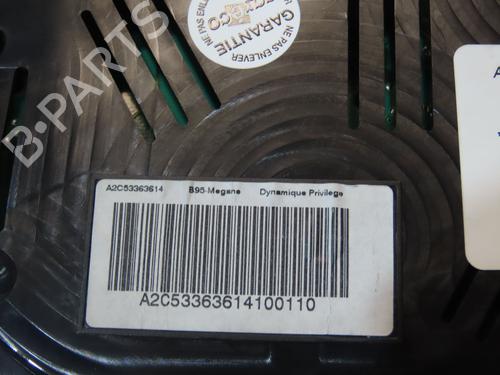 NE PAS ENLEVER
GARANTIE
NE PAS ENLEVER
B-PARTS
A2C53363614 B95-Megane Dynamique Privilege
A2C53363614100110